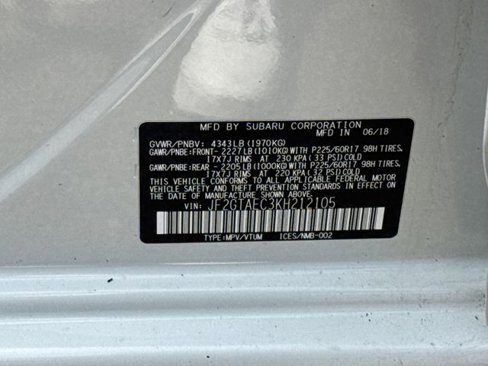 MFD BY SUBARU CORPORATION
GVWR/PNBV: 4343LB (1970KG) MFD IN 06/18
GAWR/PNBE:FRONT-2227LB(1010KG)WITH P225/60R17 98H TIRES,
17X7J RIMS AT 230 KPA(33 PSI)COLD
GAWR/PNBE:REAR -2205LB(1000KG)WITH P225/60R17 98H TIRES,
17X7J RIMS AT 220 KPA(32 PSI)COLD
THIS VEHICLE CONFORMS TO ALL APPLICABLE FEDERAL MOTOR
VEHICLE SAFETY AND THEFT PREVENTION STANDARDS IN EFFECT ON THE
DATE OF MANUFACTURE SHOWN ABOVE.
VIN: JF2GTAEC3KH212105
TYPE:MPV/VTUM ICES/NMB-002